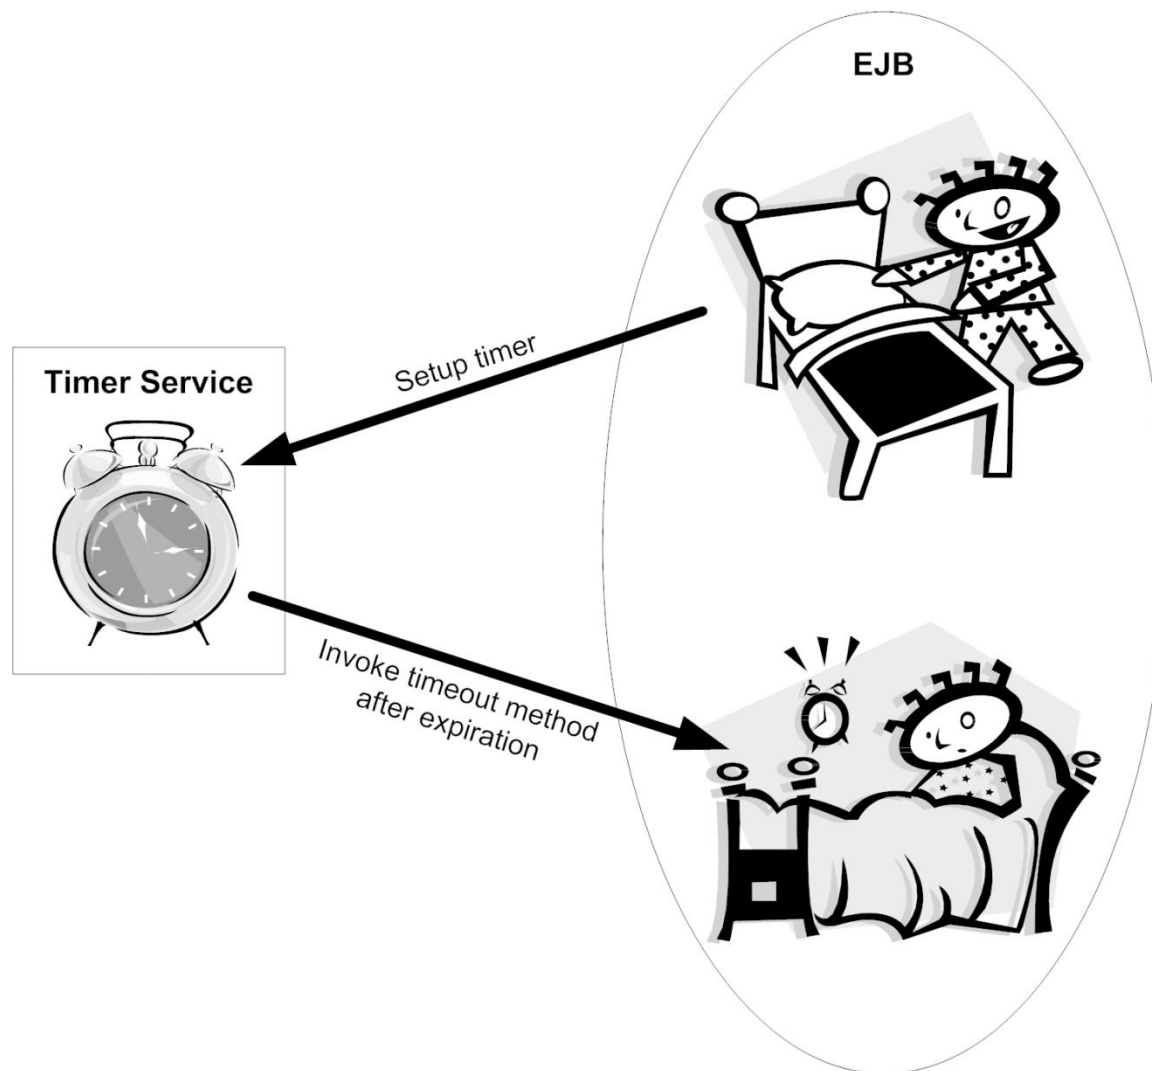 EJB
Setup timer
Timer Service
Invoke timeout method
after expiration